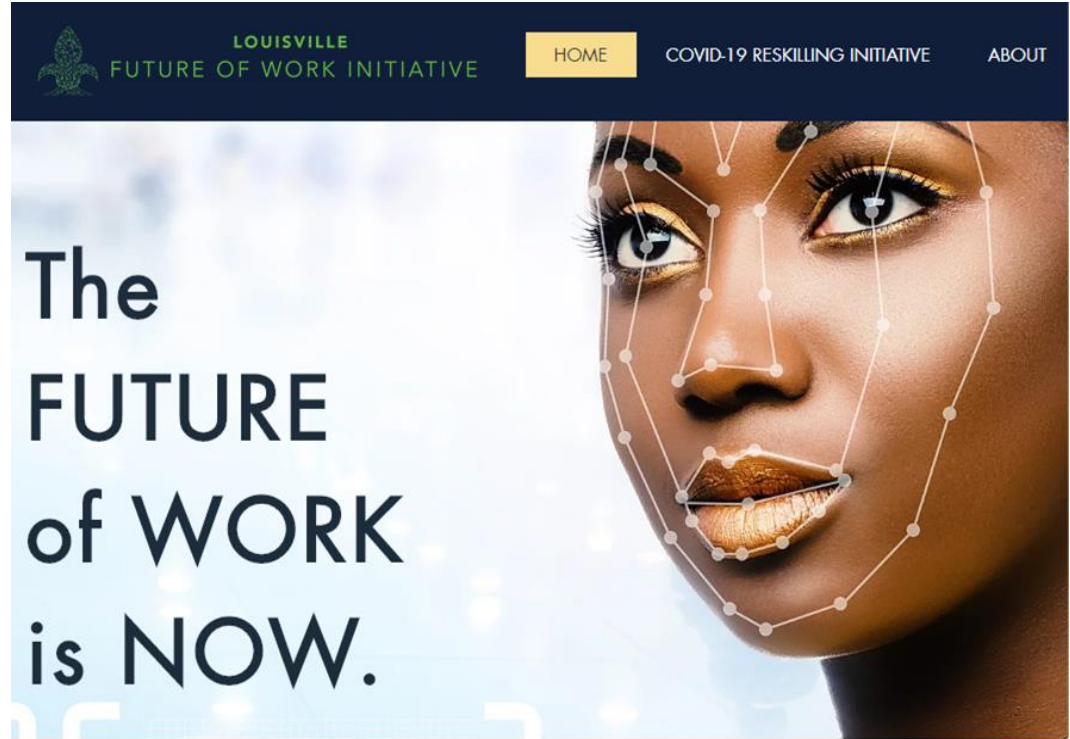 LOUISVILLE
FUTURE OF WORK INITIATIVE
HOME
COVID-19 RESKILLING INITIATIVE
ABOUT
The
FUTURE
of WORK
is NOW.